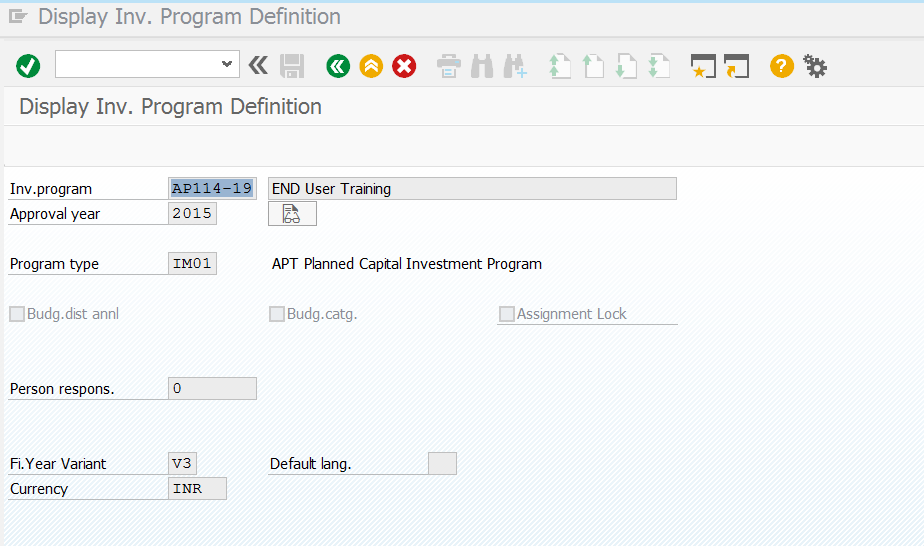 Display Inv. Program Definition
Display Inv. Program Definition
Inv.program AP114-19 END User Training
Approval year 2015
Program type IM01 APT Planned Capital Investment Program
Budg.dist annl Budg.catg. Assignment Lock
Person respons. 0
Fi.Year Variant V3 Default lang.
Currency INR